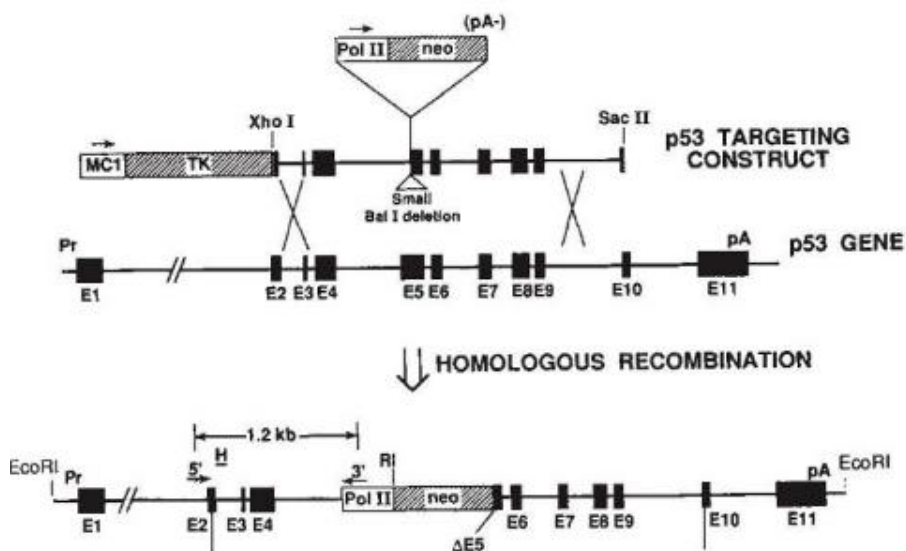 (pA-)
Pol II neo
Xho I
Sac II
MC1 TK
p53 TARGETING
CONSTRUCT
Small
Bal I deletion
Pr
pA
p53 GENE
E1 E2 E3 E4 E5 E6 E7 E8 E9 E10 E11
HOMOLOGOUS RECOMBINATION
1.2 kb
EcoRI Pr 5' H 3' RI pA EcoRI
Pol II neo
E1 E2 E3 E4 ΔE5 E6 E7 E8 E9 E10 E11